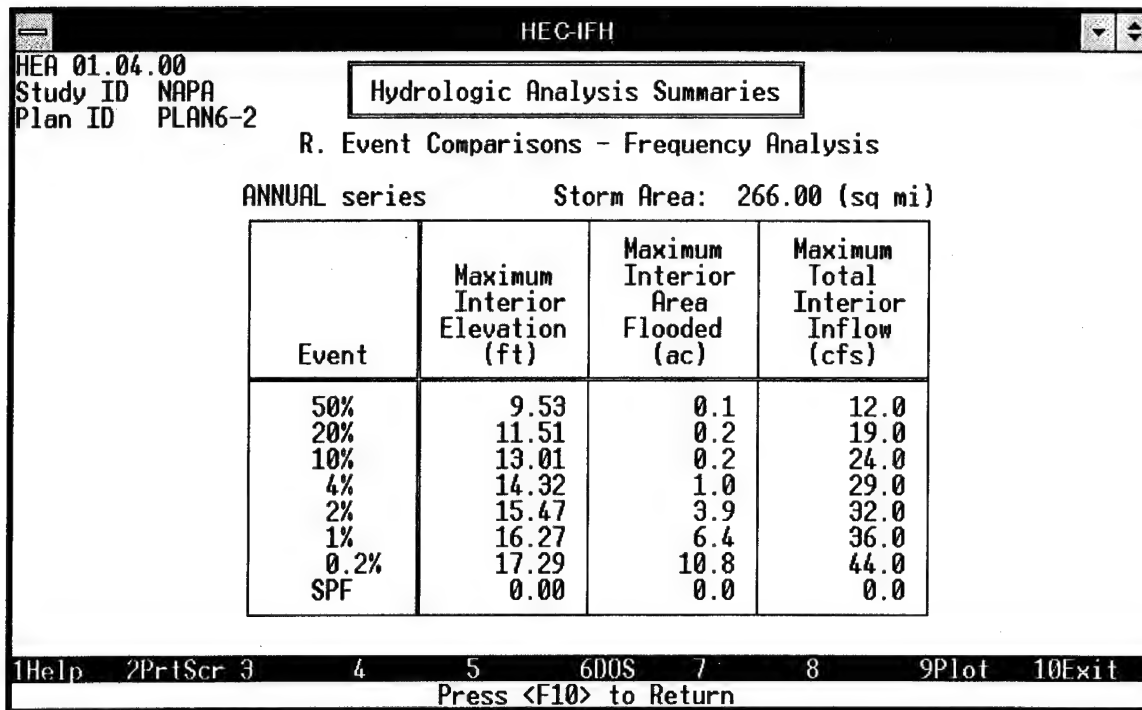 HEC-IFH
HEA 01.04.00
Study ID NAPA
Plan ID PLAN6-2
Hydrologic Analysis Summaries
R. Event Comparisons - Frequency Analysis
ANNUAL series Storm Area: 266.00 (sq mi)
Event Maximum Interior Elevation (ft) Maximum Interior Area Flooded (ac) Maximum Total Interior Inflow (cfs)
50% 9.53 0.1 12.0
20% 11.51 0.2 19.0
10% 13.01 0.2 24.0
4% 14.32 1.0 29.0
2% 15.47 3.9 32.0
1% 16.27 6.4 36.0
0.2% 17.29 10.8 44.0
SPF 0.00 0.0 0.0
1Help 2PrtScr 3 4 5 6DOS 7 8 9Plot 10Exit
Press <F10> to Return